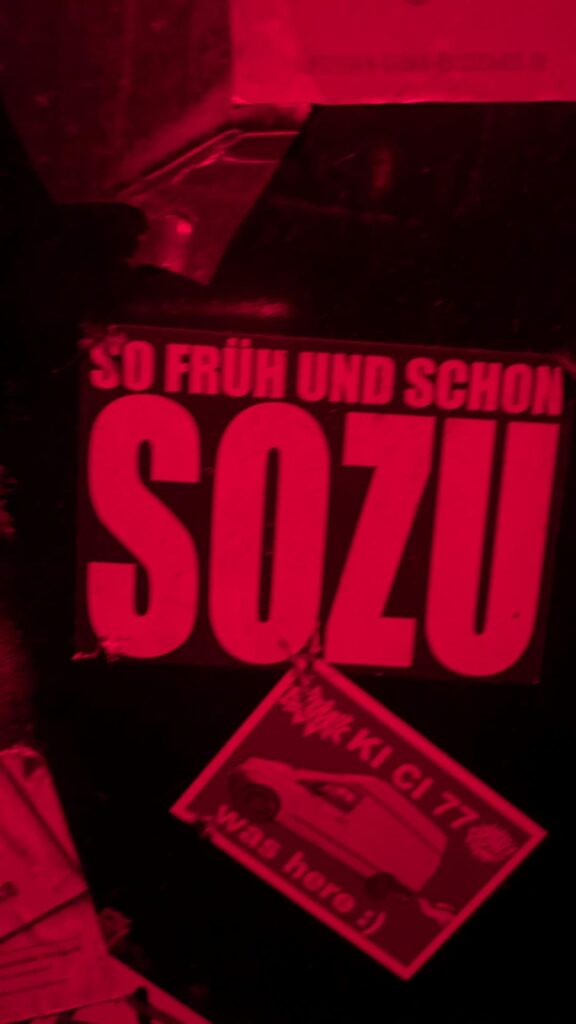 SO FRÜH UND SCHON
SOZU
KI CI 77
was here :)